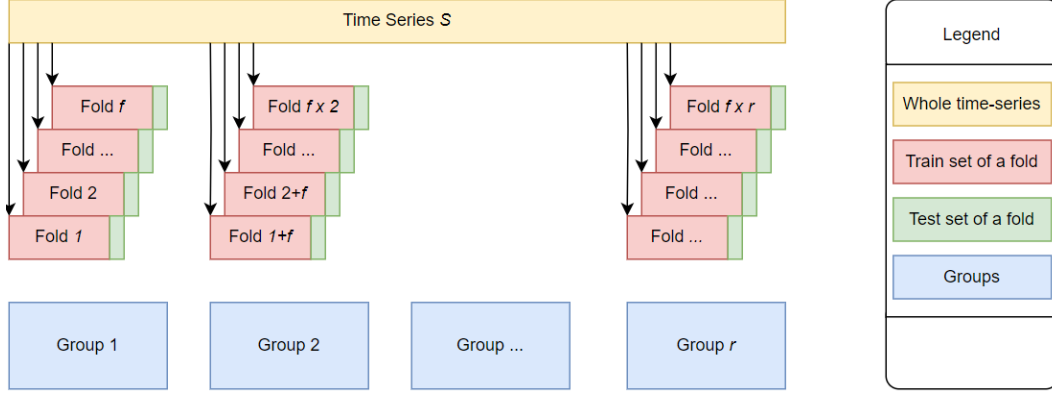 Time Series S
Legend
Fold f
Fold f x 2
Fold f x r
Whole time-series
Fold ...
Fold ...
Fold ...
Train set of a fold
Fold 2
Fold 2+f
Fold ...
Test set of a fold
Fold 1
Fold 1+f
Fold ...
Groups
Group 1
Group 2
Group ...
Group r